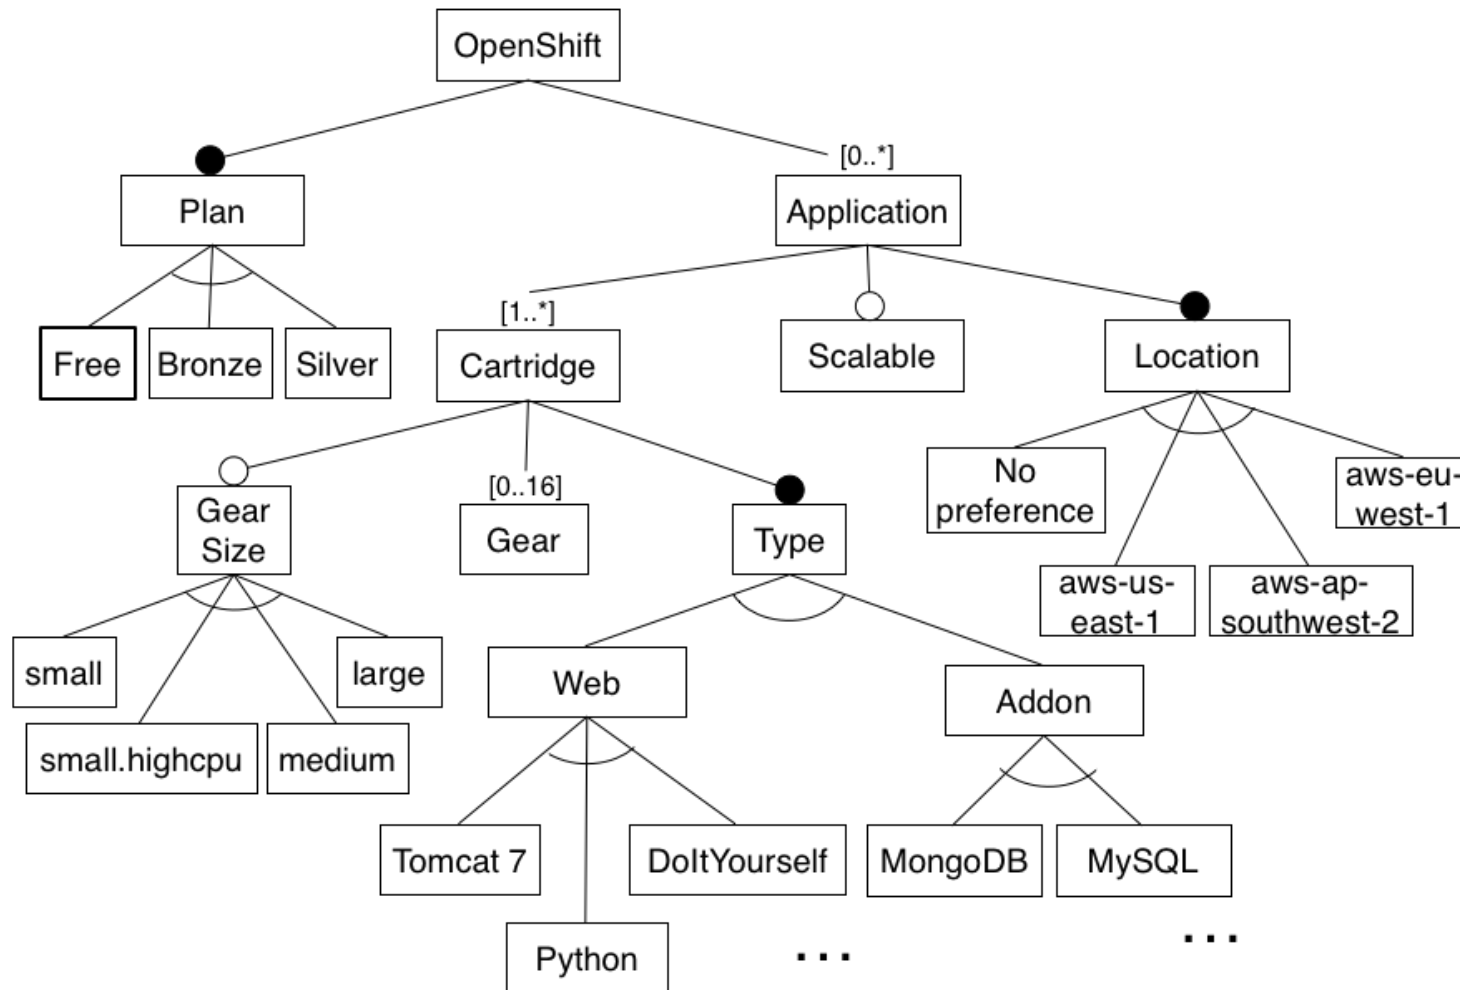 OpenShift
[0..*]
Plan
Application
[1..*]
Free
Bronze
Silver
Cartridge
Scalable
Location
[0..16]
Gear
Size
Gear
Type
No
preference
aws-eu-
west-1
aws-us-
east-1
aws-ap-
southwest-2
small
large
Web
Addon
small.highcpu
medium
Tomcat 7
DoItYourself
MongoDB
MySQL
Python
...
...